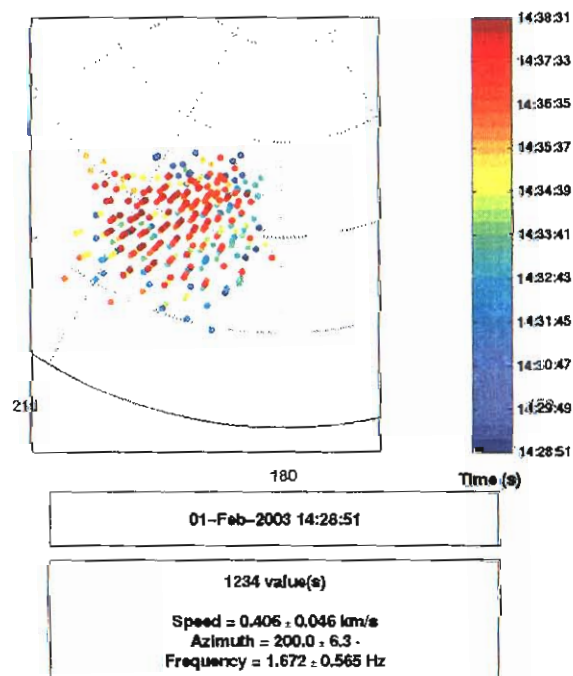 14:38:31
14:37:33
14:36:35
14:35:37
14:34:39
14:33:41
14:32:43
14:31:45
14:30:47
14:29:49
14:28:51
180
Time (s)
01-Feb-2003 14:28:51
1234 value(s)
Speed = 0.406 ± 0.046 km/s
Azimuth = 200.0 ± 6.3
Frequency = 1.672 ± 0.565 Hz